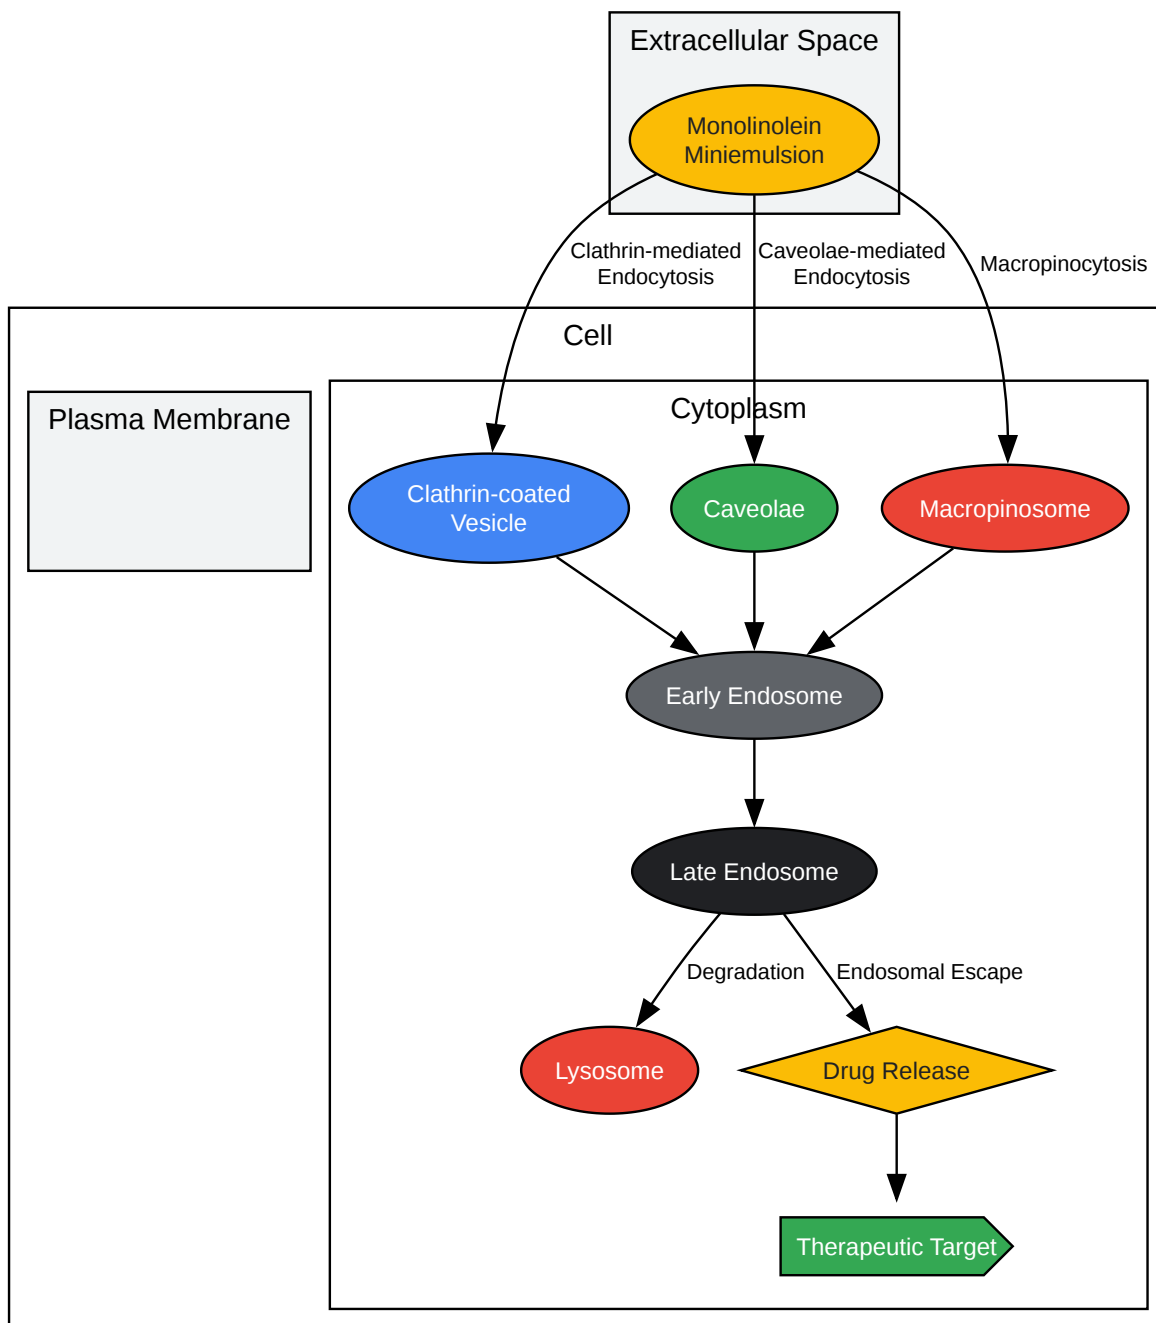 Extracellular Space
Monolinolein
Miniemulsion
Clathrin-mediated
Endocytosis
Caveolae-mediated
Endocytosis
Macropinocytosis
Cell
Plasma Membrane
Cytoplasm
Clathrin-coated
Vesicle
Caveolae
Macropinosome
Early Endosome
Late Endosome
Degradation
Endosomal Escape
Lysosome
Drug Release
Therapeutic Target